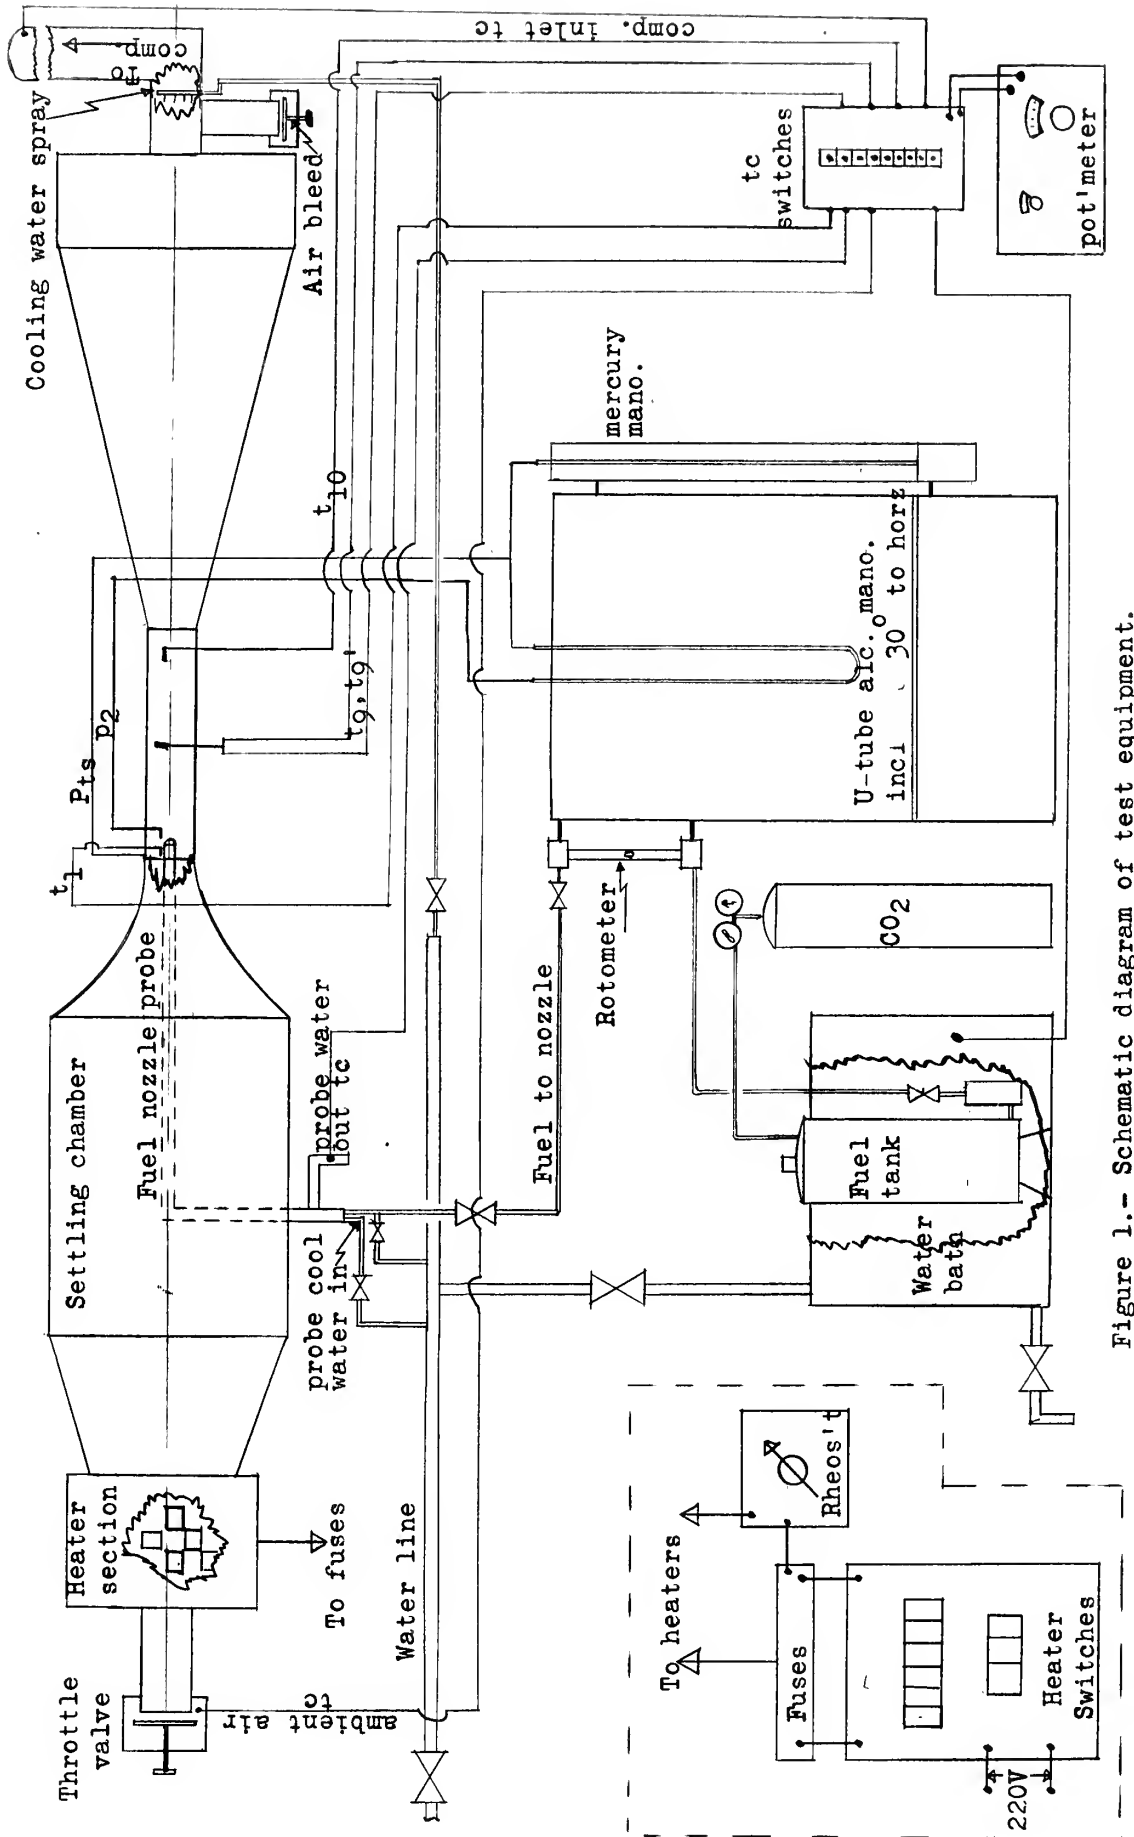 Throttle
valve
Heater
section
To fuses
ambient air
tc
Water line
Settling chamber
Fuel nozzle probe
probe water
out tc
probe cool
water in
t1
Pts
p2
t9,t9'
t10
Cooling water spray
To
comp
Air bleed
comp. inlet tc
tc
switches
pot'meter
mercury
mano.
U-tube alc. mano.
incl 30° to horz
Fuel to nozzle
Rotometer
CO2
Fuel
tank
Water
bath
To heaters
Rheos't
Fuses
Heater
Switches
220V
Figure 1.- Schematic diagram of test equipment.